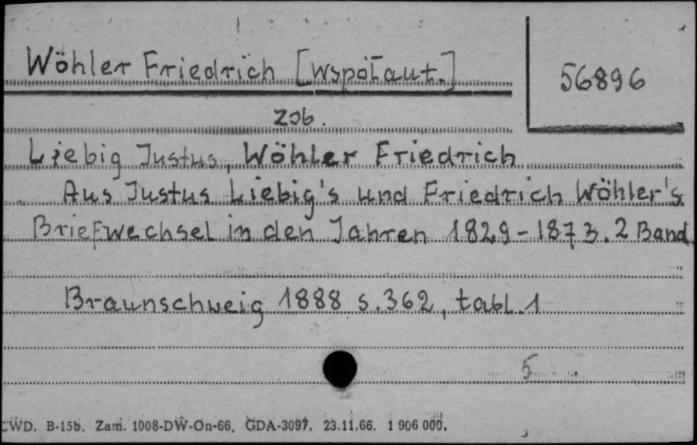 Wöhler Friedrich [Współaut.]
56896
zob.
Liebig Justus, Wöhler Friedrich
Aus Justus Liebig's und Friedrich Wöhler's
Briefwechsel in den Jahren 1829-1873. 2 Band
Braunschweig 1888 s. 362, tabl. 1
5
CWD. B-15b. Zam. 1008-DW-On-66, GDA-3097. 23.11.66. 1 906 000.